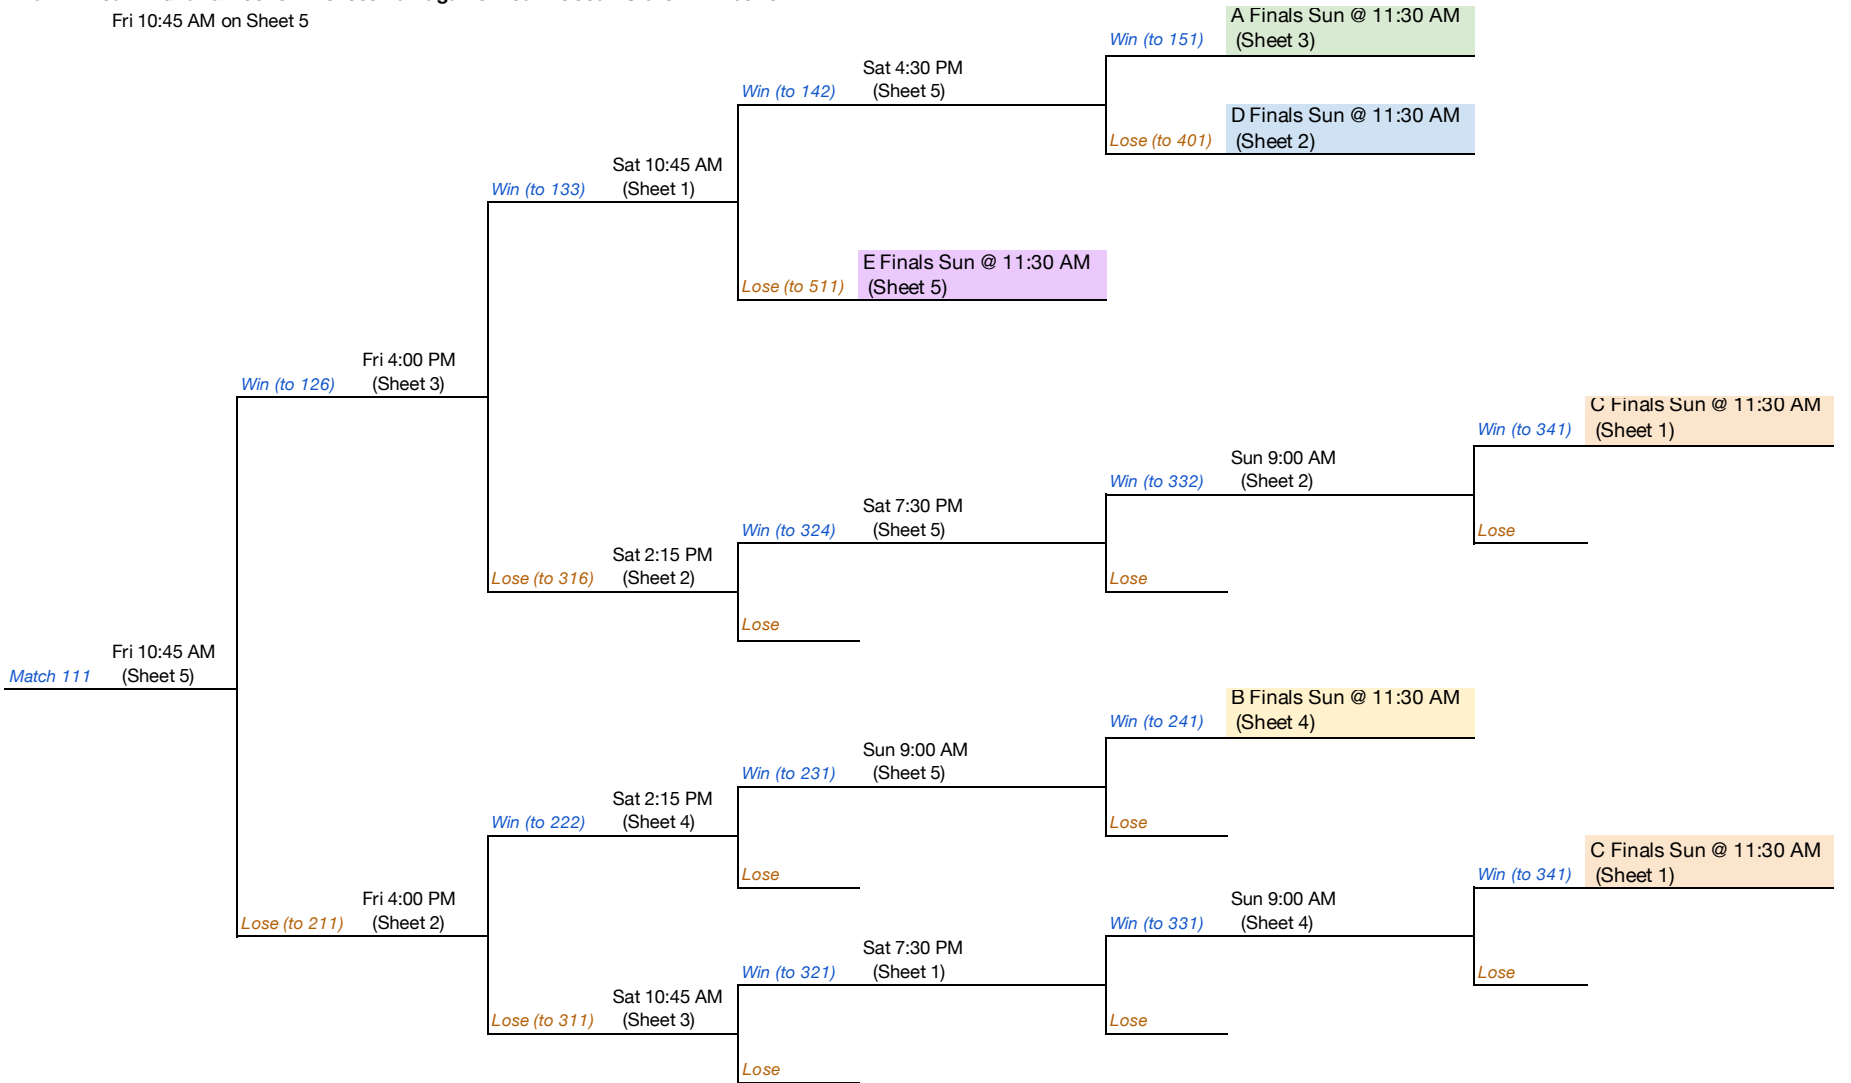 Fri 10:45 AM on Sheet 5
A Finals Sun @ 11:30 AM
Win (to 151)
(Sheet 3)
Sat 4:30 PM
Win (to 142)
(Sheet 5)
D Finals Sun @ 11:30 AM
Lose (to 401)
(Sheet 2)
Sat 10:45 AM
Win (to 133)
(Sheet 1)
E Finals Sun @ 11:30 AM
Lose (to 511)
(Sheet 5)
Fri 4:00 PM
Win (to 126)
(Sheet 3)
C Finals Sun @ 11:30 AM
Win (to 341)
(Sheet 1)
Sun 9:00 AM
Win (to 332)
(Sheet 2)
Sat 7:30 PM
Win (to 324)
(Sheet 5)
Lose
Sat 2:15 PM
Lose (to 316)
(Sheet 2)
Lose
Lose
Fri 10:45 AM
Match 111
(Sheet 5)
B Finals Sun @ 11:30 AM
Win (to 241)
(Sheet 4)
Sun 9:00 AM
Win (to 231)
(Sheet 5)
Sat 2:15 PM
Win (to 222)
(Sheet 4)
Lose
Lose
C Finals Sun @ 11:30 AM
Win (to 341)
(Sheet 1)
Fri 4:00 PM
Lose (to 211)
(Sheet 2)
Sun 9:00 AM
Win (to 331)
(Sheet 4)
Sat 7:30 PM
Win (to 321)
(Sheet 1)
Lose
Sat 10:45 AM
Lose (to 311)
(Sheet 3)
Lose
Lose